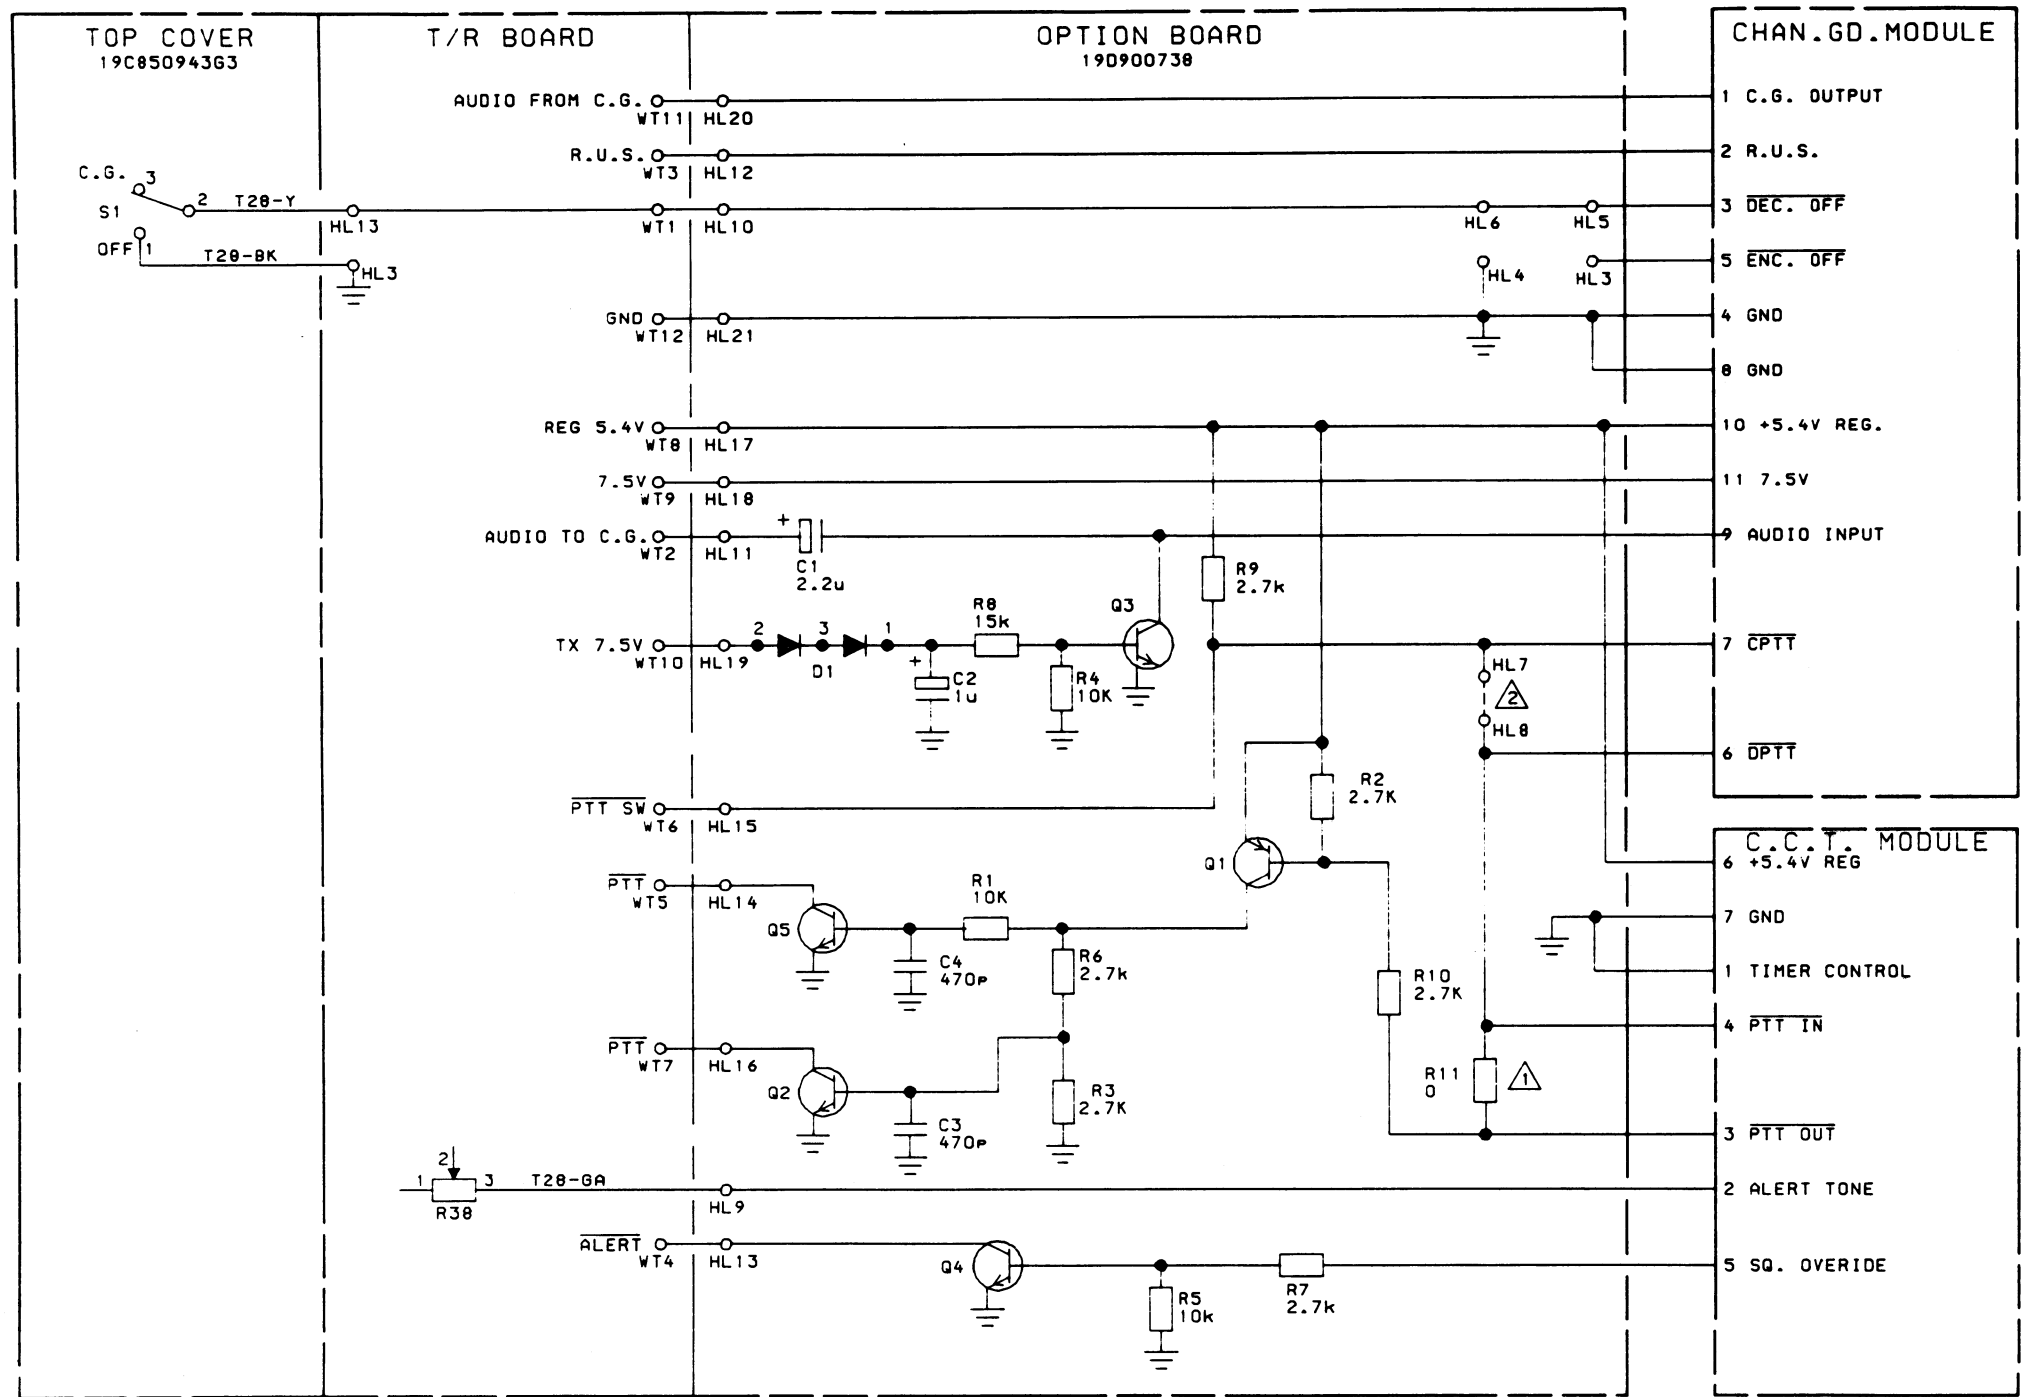 TOP COVER
19C850943G3
T/R BOARD
OPTION BOARD
19D900738
CHAN.GD.MODULE
AUDIO FROM C.G.
WT11
HL20
1 C.G. OUTPUT
R.U.S.
WT3
HL12
2 R.U.S.
C.G.
3
S1
2
T28-Y
HL13
WT1
HL10
HL6
HL5
3 DEC. OFF
OFF
1
T28-BK
HL3
HL4
HL3
5 ENC. OFF
GND
WT12
HL21
4 GND
8 GND
REG 5.4V
WT8
HL17
10 +5.4V REG.
7.5V
WT9
HL18
11 7.5V
AUDIO TO C.G.
WT2
HL11
+
C1
2.2u
9 AUDIO INPUT
R9
2.7k
TX 7.5V
WT10
HL19
2
3
1
D1
+
C2
1u
R8
15k
R4
10K
Q3
7 CPTT
HL7
2
HL8
6 DPTT
R2
2.7K
PTT SW
WT6
HL15
C.C.T. MODULE
6 +5.4V REG
Q1
PTT
WT5
HL14
Q5
R1
10K
C4
470P
R6
2.7k
7 GND
1 TIMER CONTROL
R10
2.7K
4 PTT IN
PTT
WT7
HL16
Q2
C3
470P
R3
2.7K
R11
0
1
3 PTT OUT
1
2
3
R38
T28-GA
HL9
2 ALERT TONE
ALERT
WT4
HL13
Q4
R5
10k
R7
2.7k
5 SQ. OVERIDE